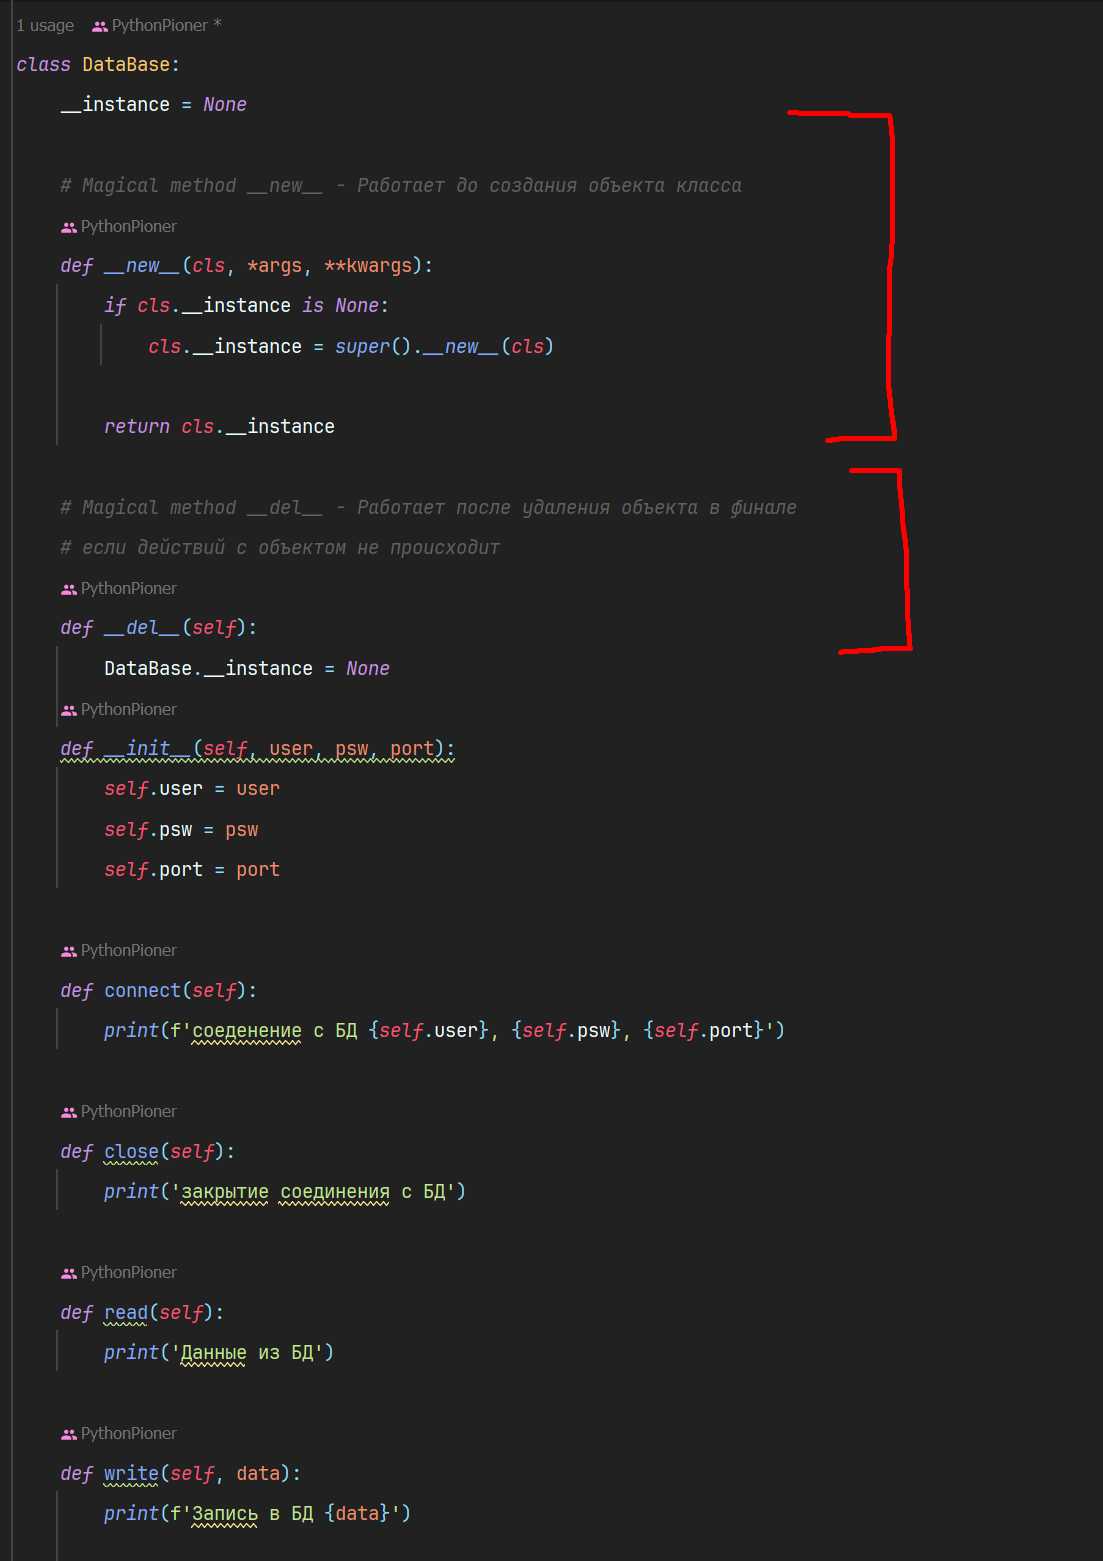 1 usage PythonPioner *
class DataBase:
    __instance = None
    # Magical method __new__ - Работает до создания объекта класса
    PythonPioner
    def __new__(cls, *args, **kwargs):
        if cls.__instance is None:
            cls.__instance = super().__new__(cls)
        return cls.__instance
    # Magical method __del__ - Работает после удаления объекта в финале
    # если действий с объектом не происходит
    PythonPioner
    def __del__(self):
        DataBase.__instance = None
    PythonPioner
    def __init__(self, user, psw, port):
        self.user = user
        self.psw = psw
        self.port = port
    PythonPioner
    def connect(self):
        print(f'соеденение с БД {self.user}, {self.psw}, {self.port}')
    PythonPioner
    def close(self):
        print('закрытие соединения с БД')
    PythonPioner
    def read(self):
        print('Данные из БД')
    PythonPioner
    def write(self, data):
        print(f'Запись в БД {data}')